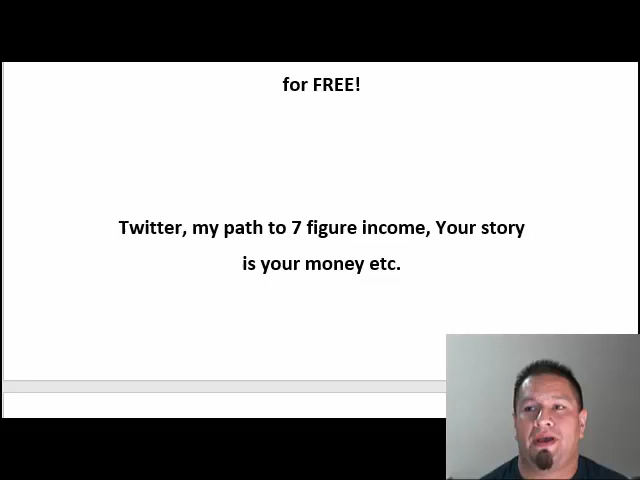 for FREE!
Twitter, my path to 7 figure income, Your story
is your money etc.